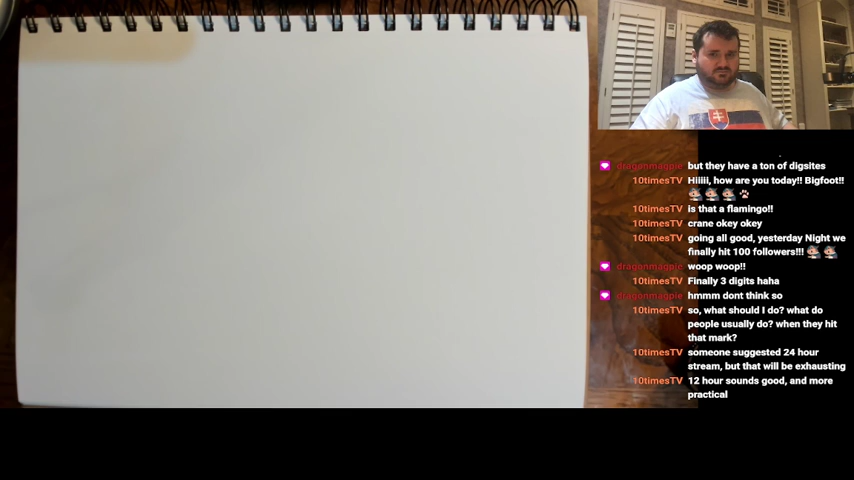 dragonmagpie but they have a ton of digsites
10timesTV Hiiiii, how are you today!! Bigfoot!!
10timesTV is that a flamingo!!
10timesTV crane okey okey
10timesTV going all good, yesterday Night we
finally hit 100 followers!!!
dragonmagpie woop woop!!
10timesTV Finally 3 digits haha
dragonmagpie hmmm dont think so
10timesTV so, what should I do? what do
people usually do? when they hit
that mark?
10timesTV someone suggested 24 hour
stream, but that will be exhausting
10timesTV 12 hour sounds good, and more
practical